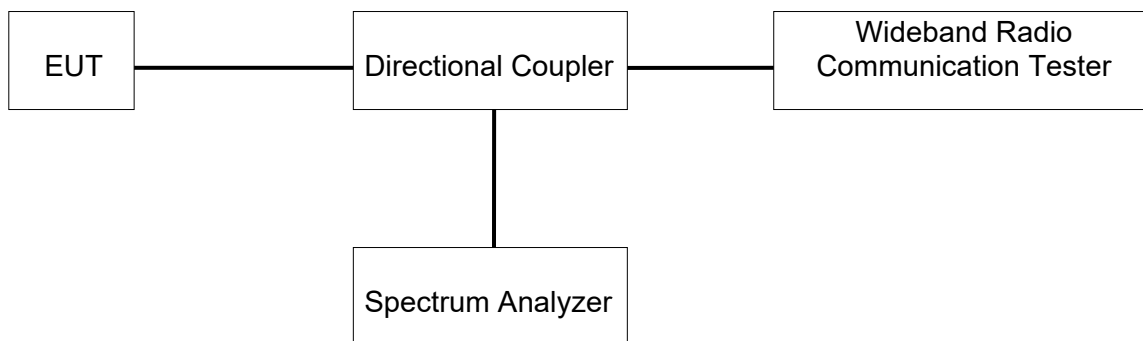 EUT
Directional Coupler
Wideband Radio
Communication Tester
Spectrum Analyzer